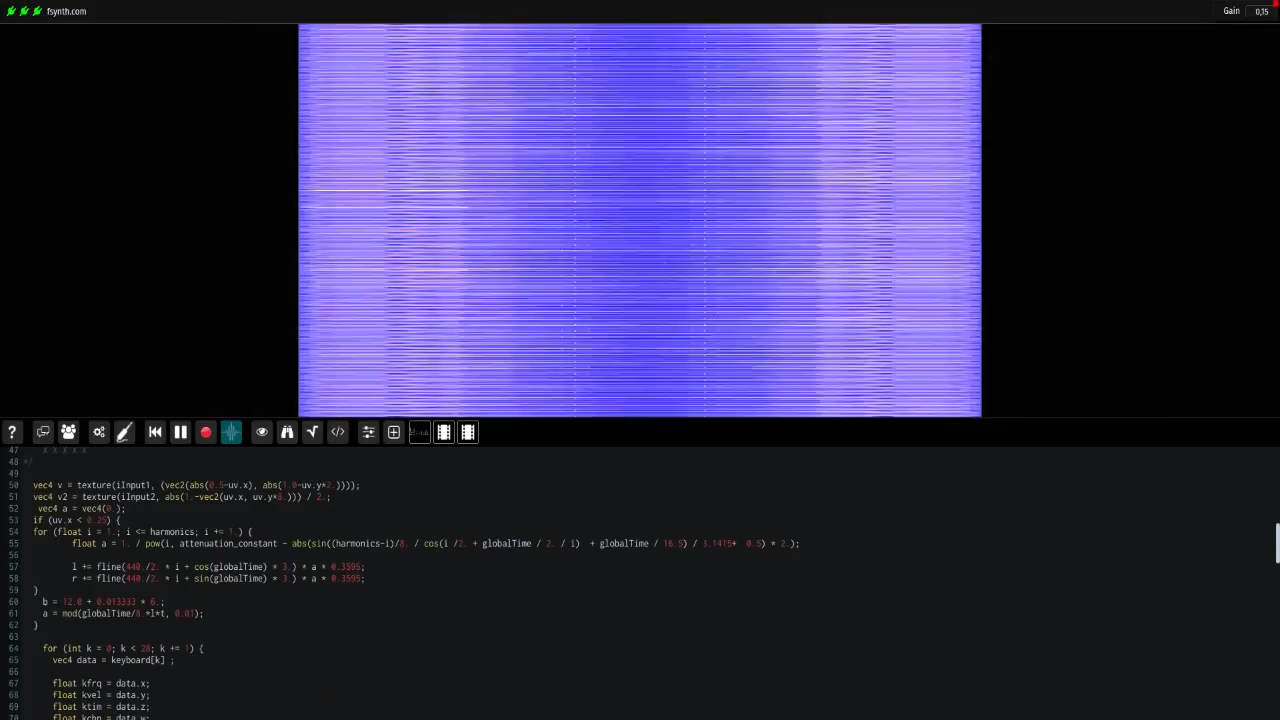 fsynth.com
Gain 0,15
47 X X X X X
48 */
49
50 vec4 v = texture(iInput1, (vec2(abs(0.5-uv.x), abs(1.0-uv.y*2.))));
51 vec4 v2 = texture(iInput2, abs(1.-vec2(uv.x, uv.y*8.))) / 2.;
52 vec4 a = vec4(0.);
53 if (uv.x < 0.25) {
54 for (float i = 1.; i <= harmonics; i += 1.) {
55 float a = 1. / pow(i, attenuation_constant - abs(sin((harmonics-i)/8. / cos(i /2. + globalTime / 2. / i) + globalTime / 16.5) / 3.1415+ 0.5) * 2.);
56
57 l += fline(440./2. * i + cos(globalTime) * 3.) * a * 0.3595;
58 r += fline(440./2. * i + sin(globalTime) * 3.) * a * 0.3595;
59 }
60 b = 12.0 + 0.013333 * 6.;
61 a = mod(globalTime/8.*l*t, 0.01);
62 }
63
64 for (int k = 0; k < 28; k += 1) {
65 vec4 data = keyboard[k] ;
66
67 float kfrq = data.x;
68 float kvel = data.y;
69 float ktim = data.z;
70 float kchn = data.w;